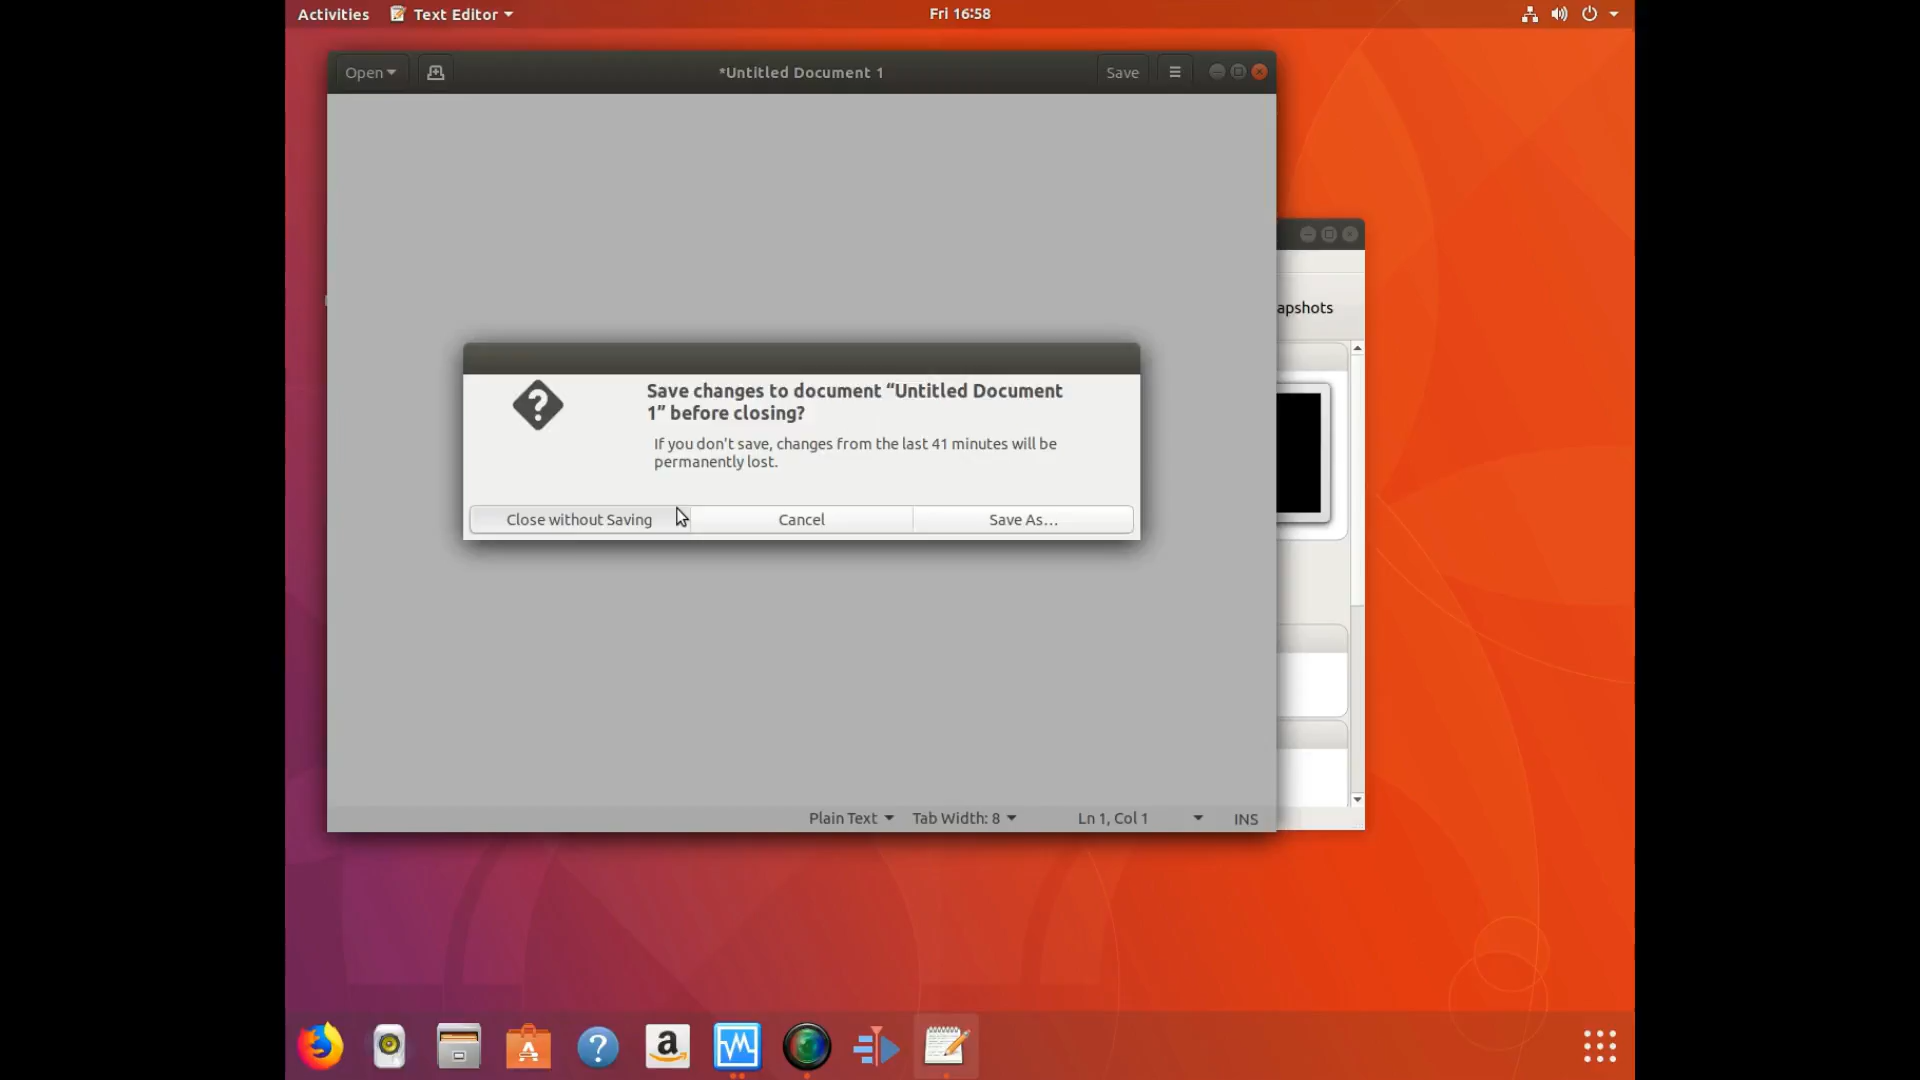 Activities Text Editor Fri 16:58
Open *Untitled Document 1 Save
apshots
Save changes to document “Untitled Document
1” before closing?
If you don't save, changes from the last 41 minutes will be
permanently lost.
Close without Saving Cancel Save As…
Plain Text Tab Width: 8 Ln 1, Col 1 INS